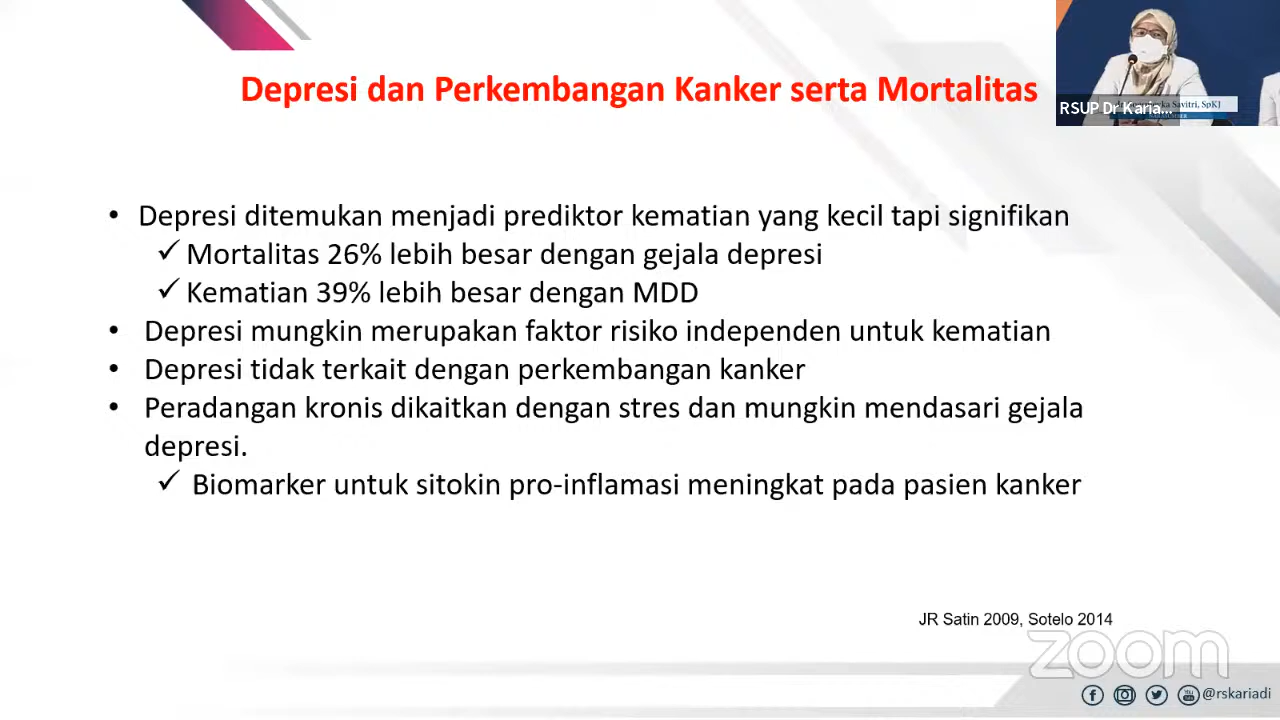 Depresi dan Perkembangan Kanker serta Mortalitas
RSUP Dr Karia...
Savitri, SpKJ
• Depresi ditemukan menjadi prediktor kematian yang kecil tapi signifikan
✓ Mortalitas 26% lebih besar dengan gejala depresi
✓ Kematian 39% lebih besar dengan MDD
• Depresi mungkin merupakan faktor risiko independen untuk kematian
• Depresi tidak terkait dengan perkembangan kanker
• Peradangan kronis dikaitkan dengan stres dan mungkin mendasari gejala
depresi.
✓ Biomarker untuk sitokin pro-inflamasi meningkat pada pasien kanker
JR Satin 2009, Sotelo 2014
zoom
@rskariadi